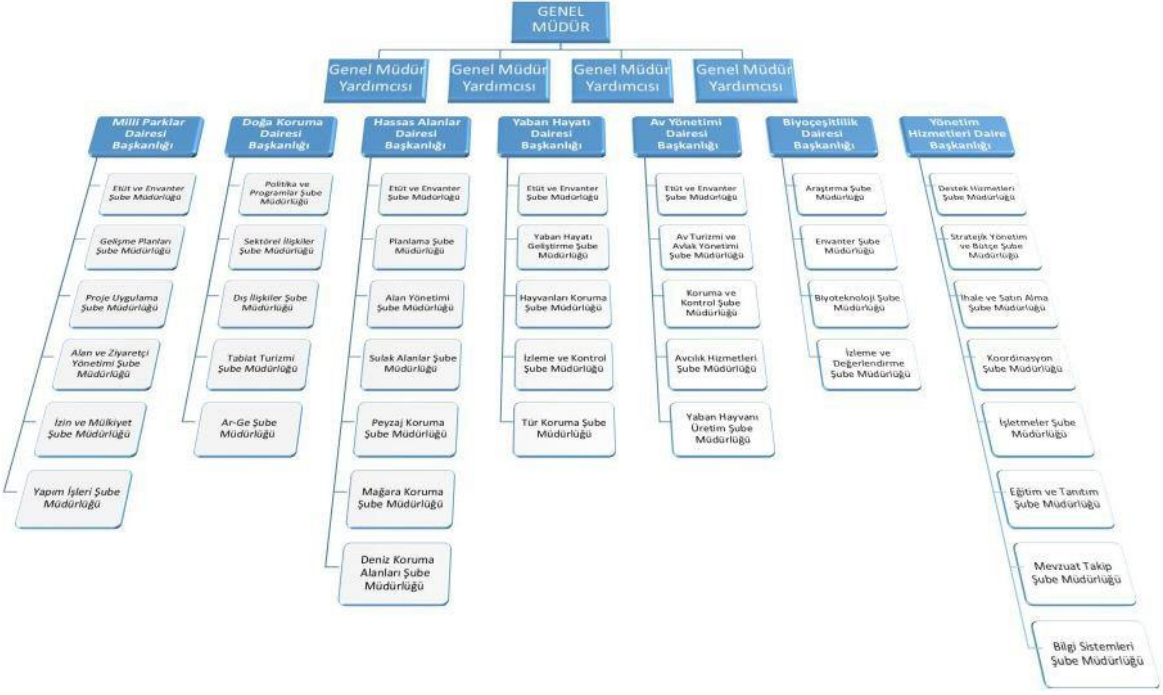 GENEL
MÜDÜR
Genel Müdür
Yardımcısı
Genel Müdür
Yardımcısı
Genel Müdür
Yardımcısı
Genel Müdür
Yardımcısı
Milli Parklar
Dairesi
Başkanlığı
Etüt ve Envanter
Şube Müdürlüğü
Gelişme Planları
Şube Müdürlüğü
Proje Uygulama
Şube Müdürlüğü
Alan ve Ziyaretçi
Yönetimi Şube
Müdürlüğü
İzin ve Mülkiyet
Şube Müdürlüğü
Yapım İşleri Şube
Müdürlüğü
Doğa Koruma
Dairesi
Başkanlığı
Politika ve
Programlar Şube
Müdürlüğü
Sektörel İlişkiler
Şube Müdürlüğü
Dış İlişkiler Şube
Müdürlüğü
Tabiat Turizmi
Şube Müdürlüğü
Ar-Ge Şube
Müdürlüğü
Hassas Alanlar
Dairesi
Başkanlığı
Etüt ve Envanter
Şube Müdürlüğü
Planlama Şube
Müdürlüğü
Alan Yönetimi
Şube Müdürlüğü
Sulak Alanlar Şube
Müdürlüğü
Peyzaj Koruma
Şube Müdürlüğü
Mağara Koruma
Şube Müdürlüğü
Deniz Koruma
Alanları Şube
Müdürlüğü
Yaban Hayatı
Dairesi
Başkanlığı
Etüt ve Envanter
Şube Müdürlüğü
Yaban Hayatı
Geliştirme Şube
Müdürlüğü
Hayvanları Koruma
Şube Müdürlüğü
İzleme ve Kontrol
Şube Müdürlüğü
Tür Koruma Şube
Müdürlüğü
Av Yönetimi
Dairesi
Başkanlığı
Etüt ve Envanter
Şube Müdürlüğü
Av Turizmi ve
Avlak Yönetimi
Şube Müdürlüğü
Koruma ve
Kontrol Şube
Müdürlüğü
Avcılık Hizmetleri
Şube Müdürlüğü
Yaban Hayvanı
Üretim Şube
Müdürlüğü
Biyoçeşitlilik
Dairesi
Başkanlığı
Araştırma Şube
Müdürlüğü
Envanter Şube
Müdürlüğü
Biyoteknoloji Şube
Müdürlüğü
İzleme ve
Değerlendirme
Şube Müdürlüğü
Yönetim
Hizmetleri Daire
Başkanlığı
Destek Hizmetleri
Şube Müdürlüğü
Stratejik Yönetim
ve Bütçe Şube
Müdürlüğü
İhale ve Satın Alma
Şube Müdürlüğü
Koordinasyon
Şube Müdürlüğü
İşletmeler Şube
Müdürlüğü
Eğitim ve Tanıtım
Şube Müdürlüğü
Mevzuat Takip
Şube Müdürlüğü
Bilgi Sistemleri
Şube Müdürlüğü